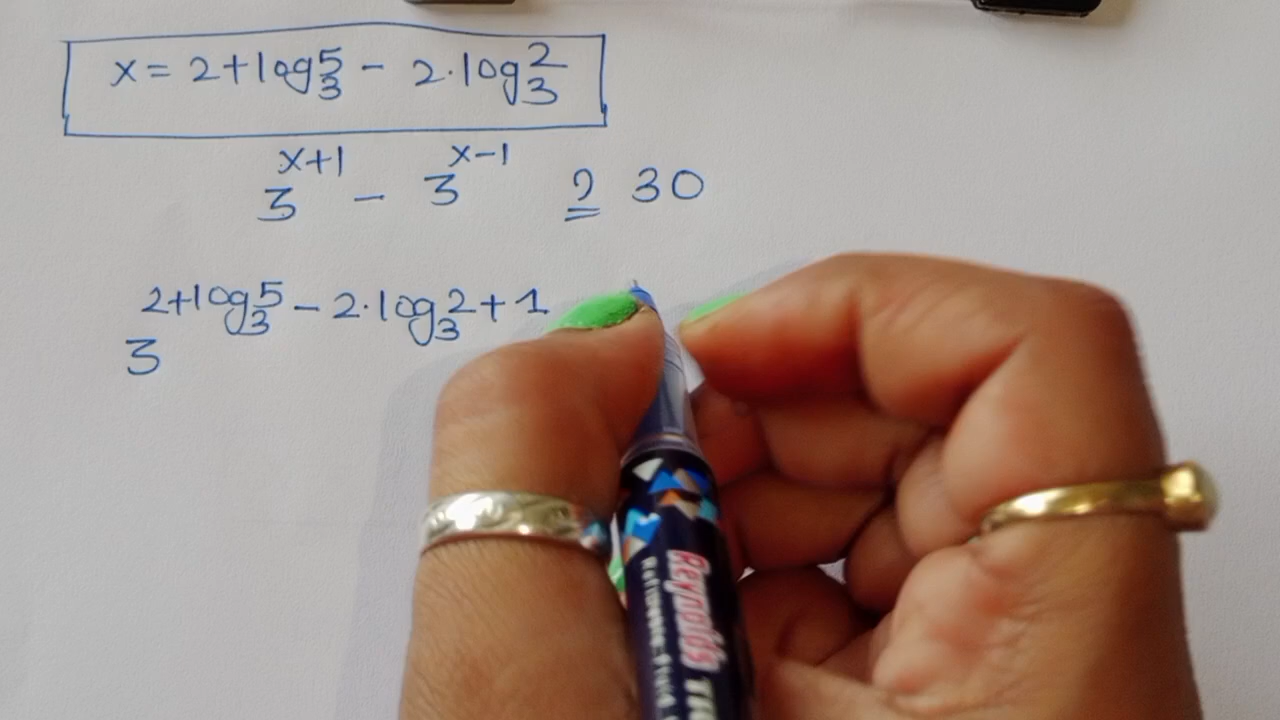 x = 2 + log₃5 - 2·log₃2
3^(x+1) - 3^(x-1) ? 30
3^(2+log₃5 - 2·log₃2 + 1)
Reynolds